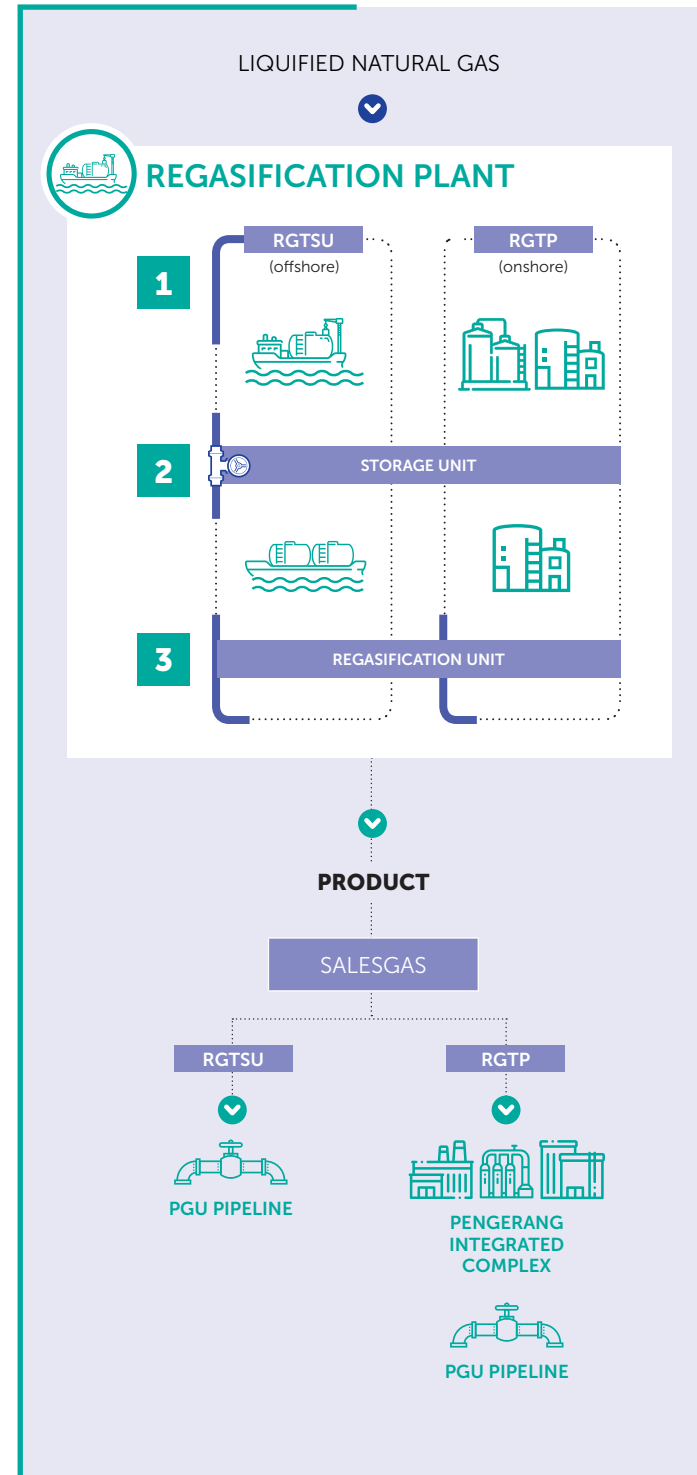 LIQUIFIED NATURAL GAS
REGASIFICATION PLANT
1
RGTSU
(offshore)
RGTP
(onshore)
2
STORAGE UNIT
3
REGASIFICATION UNIT
PRODUCT
SALESGAS
RGTSU
PGU PIPELINE
RGTP
PENGERANG
INTEGRATED
COMPLEX
PGU PIPELINE